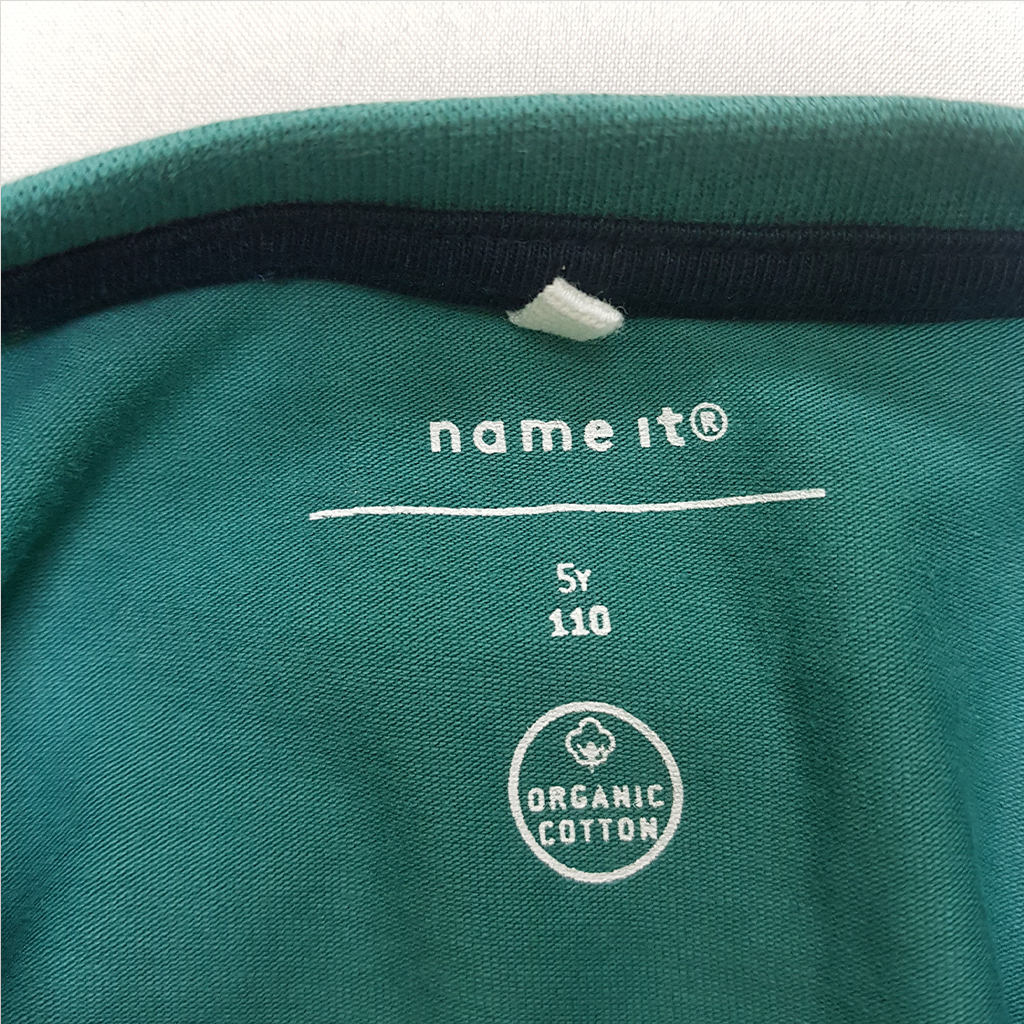 name it®
5Y
110
ORGANIC
COTTON